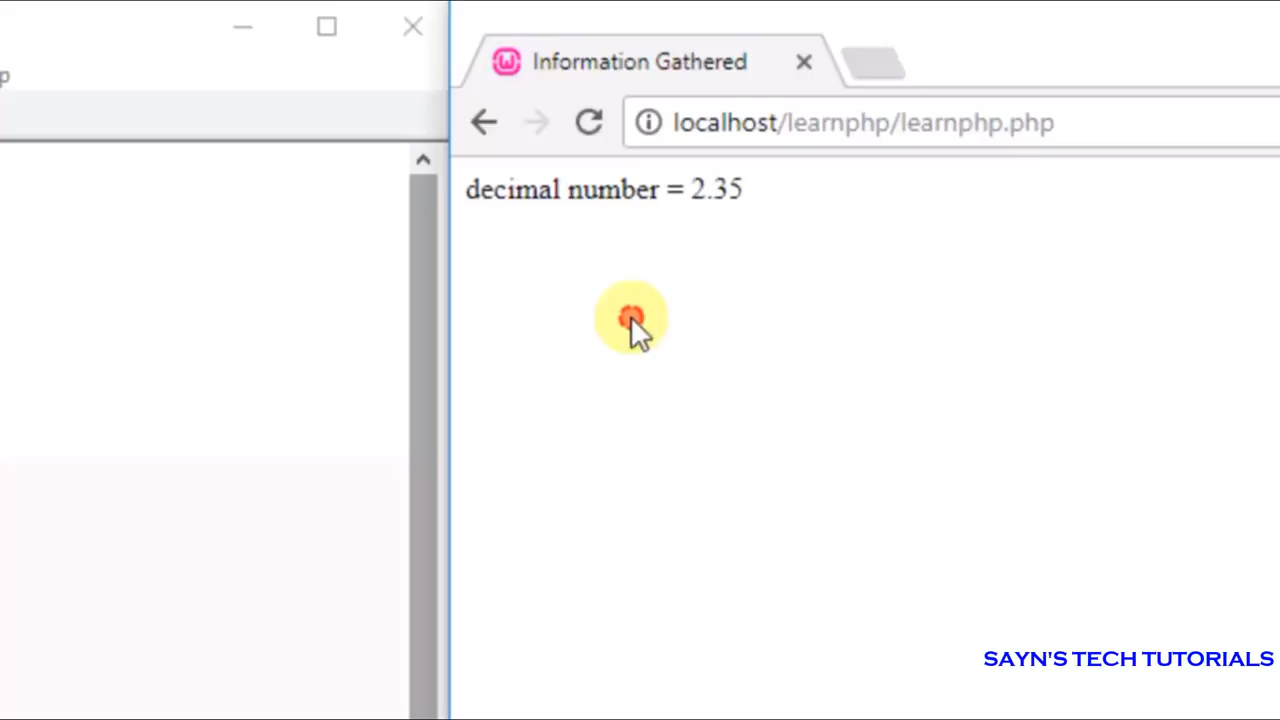 p
Information Gathered
localhost/learnphp/learnphp.php
decimal number = 2.35
SAYN'S TECH TUTORIALS